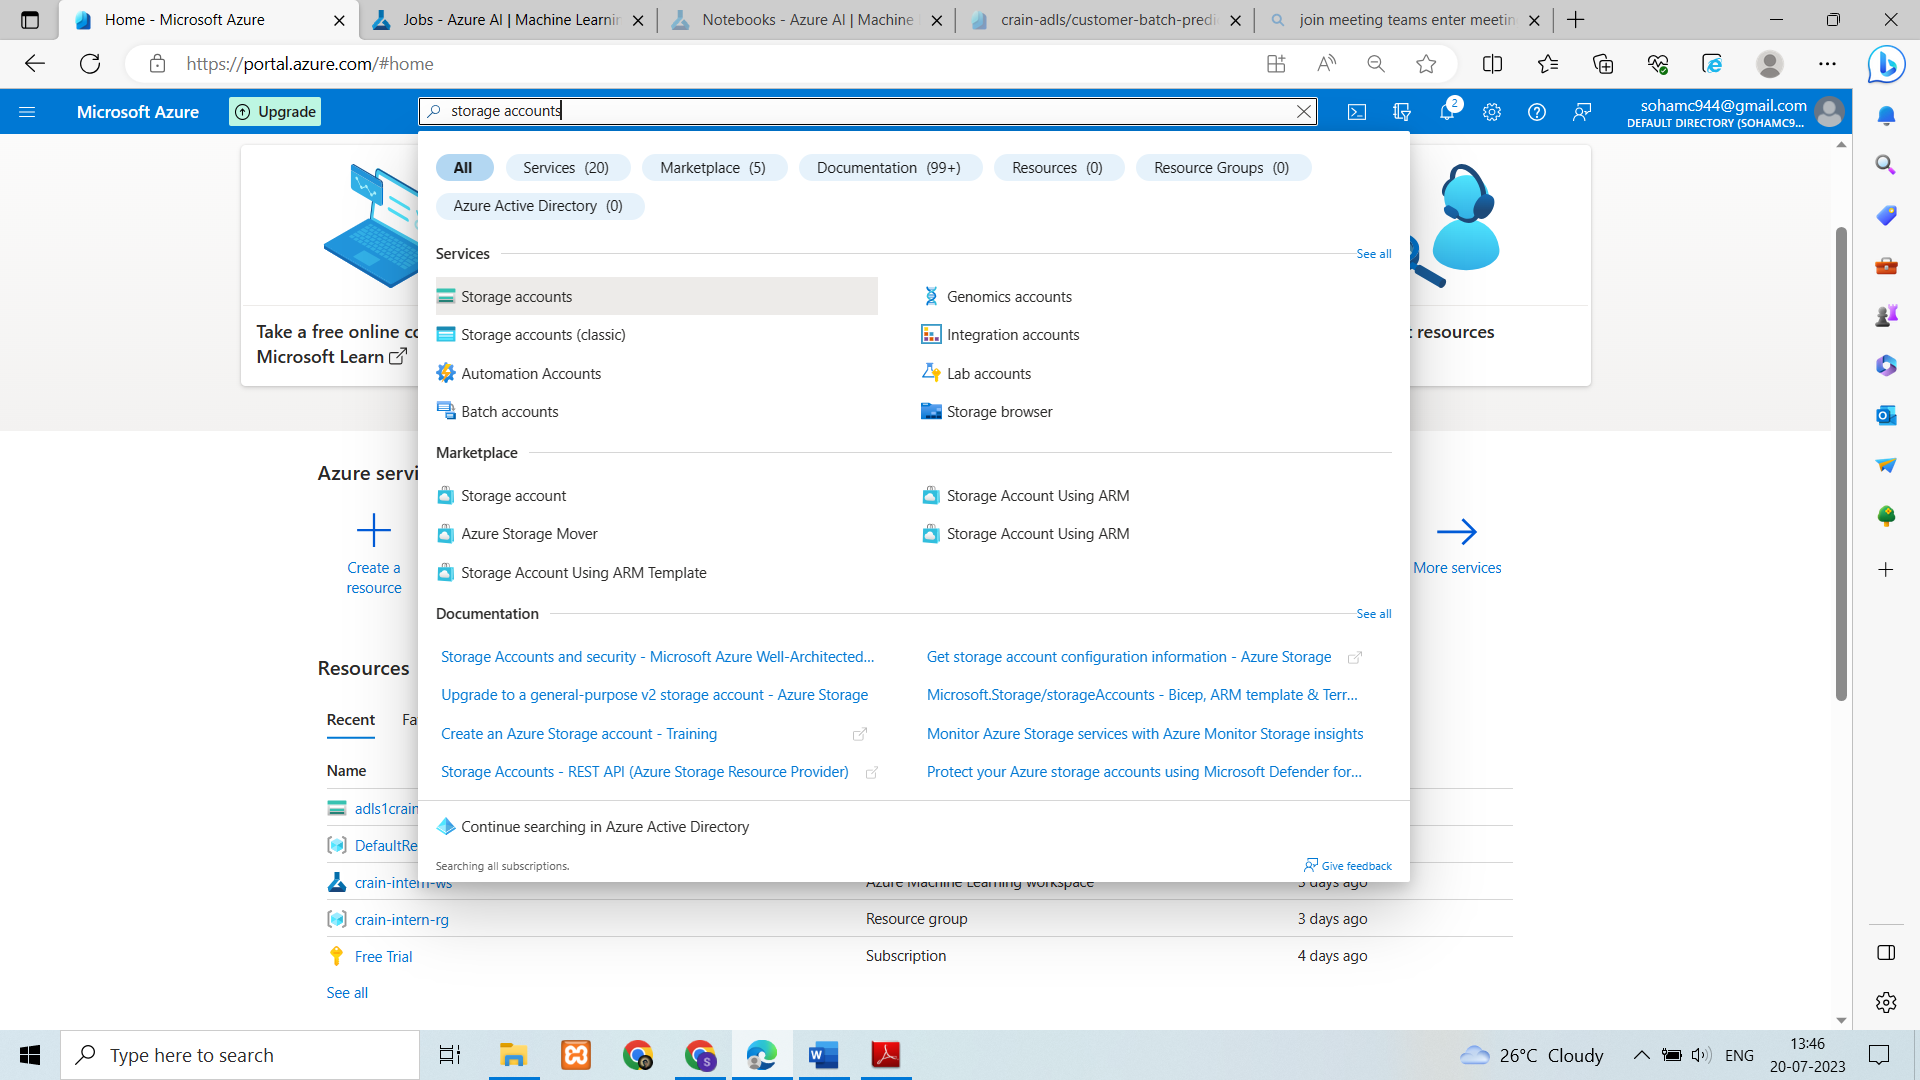 Home - Microsoft Azure
Jobs - Azure AI | Machine Learnin
Notebooks - Azure AI | Machine
crain-adls/customer-batch-predi
join meeting teams enter meetin
https://portal.azure.com/#home
Microsoft Azure
Upgrade
storage accounts
2
sohamc944@gmail.com
DEFAULT DIRECTORY (SOHAMC9...
All
Services (20)
Marketplace (5)
Documentation (99+)
Resources (0)
Resource Groups (0)
Azure Active Directory (0)
Services
See all
Storage accounts
Genomics accounts
Storage accounts (classic)
Integration accounts
Automation Accounts
Lab accounts
Batch accounts
Storage browser
Marketplace
Storage account
Storage Account Using ARM
Azure Storage Mover
Storage Account Using ARM
Storage Account Using ARM Template
Documentation
See all
Storage Accounts and security - Microsoft Azure Well-Architected...
Get storage account configuration information - Azure Storage
Upgrade to a general-purpose v2 storage account - Azure Storage
Microsoft.Storage/storageAccounts - Bicep, ARM template & Terr...
Create an Azure Storage account - Training
Monitor Azure Storage services with Azure Monitor Storage insights
Storage Accounts - REST API (Azure Storage Resource Provider)
Protect your Azure storage accounts using Microsoft Defender for...
Continue searching in Azure Active Directory
Searching all subscriptions.
Give feedback
Take a free online co
Microsoft Learn
resources
Azure servi
Create a
resource
More services
Resources
Recent
Fa
Name
adls1crain
DefaultRe
crain-intern-ws
Azure Machine Learning workspace
3 days ago
crain-intern-rg
Resource group
3 days ago
Free Trial
Subscription
4 days ago
See all
Type here to search
26°C Cloudy
ENG
13:46
20-07-2023